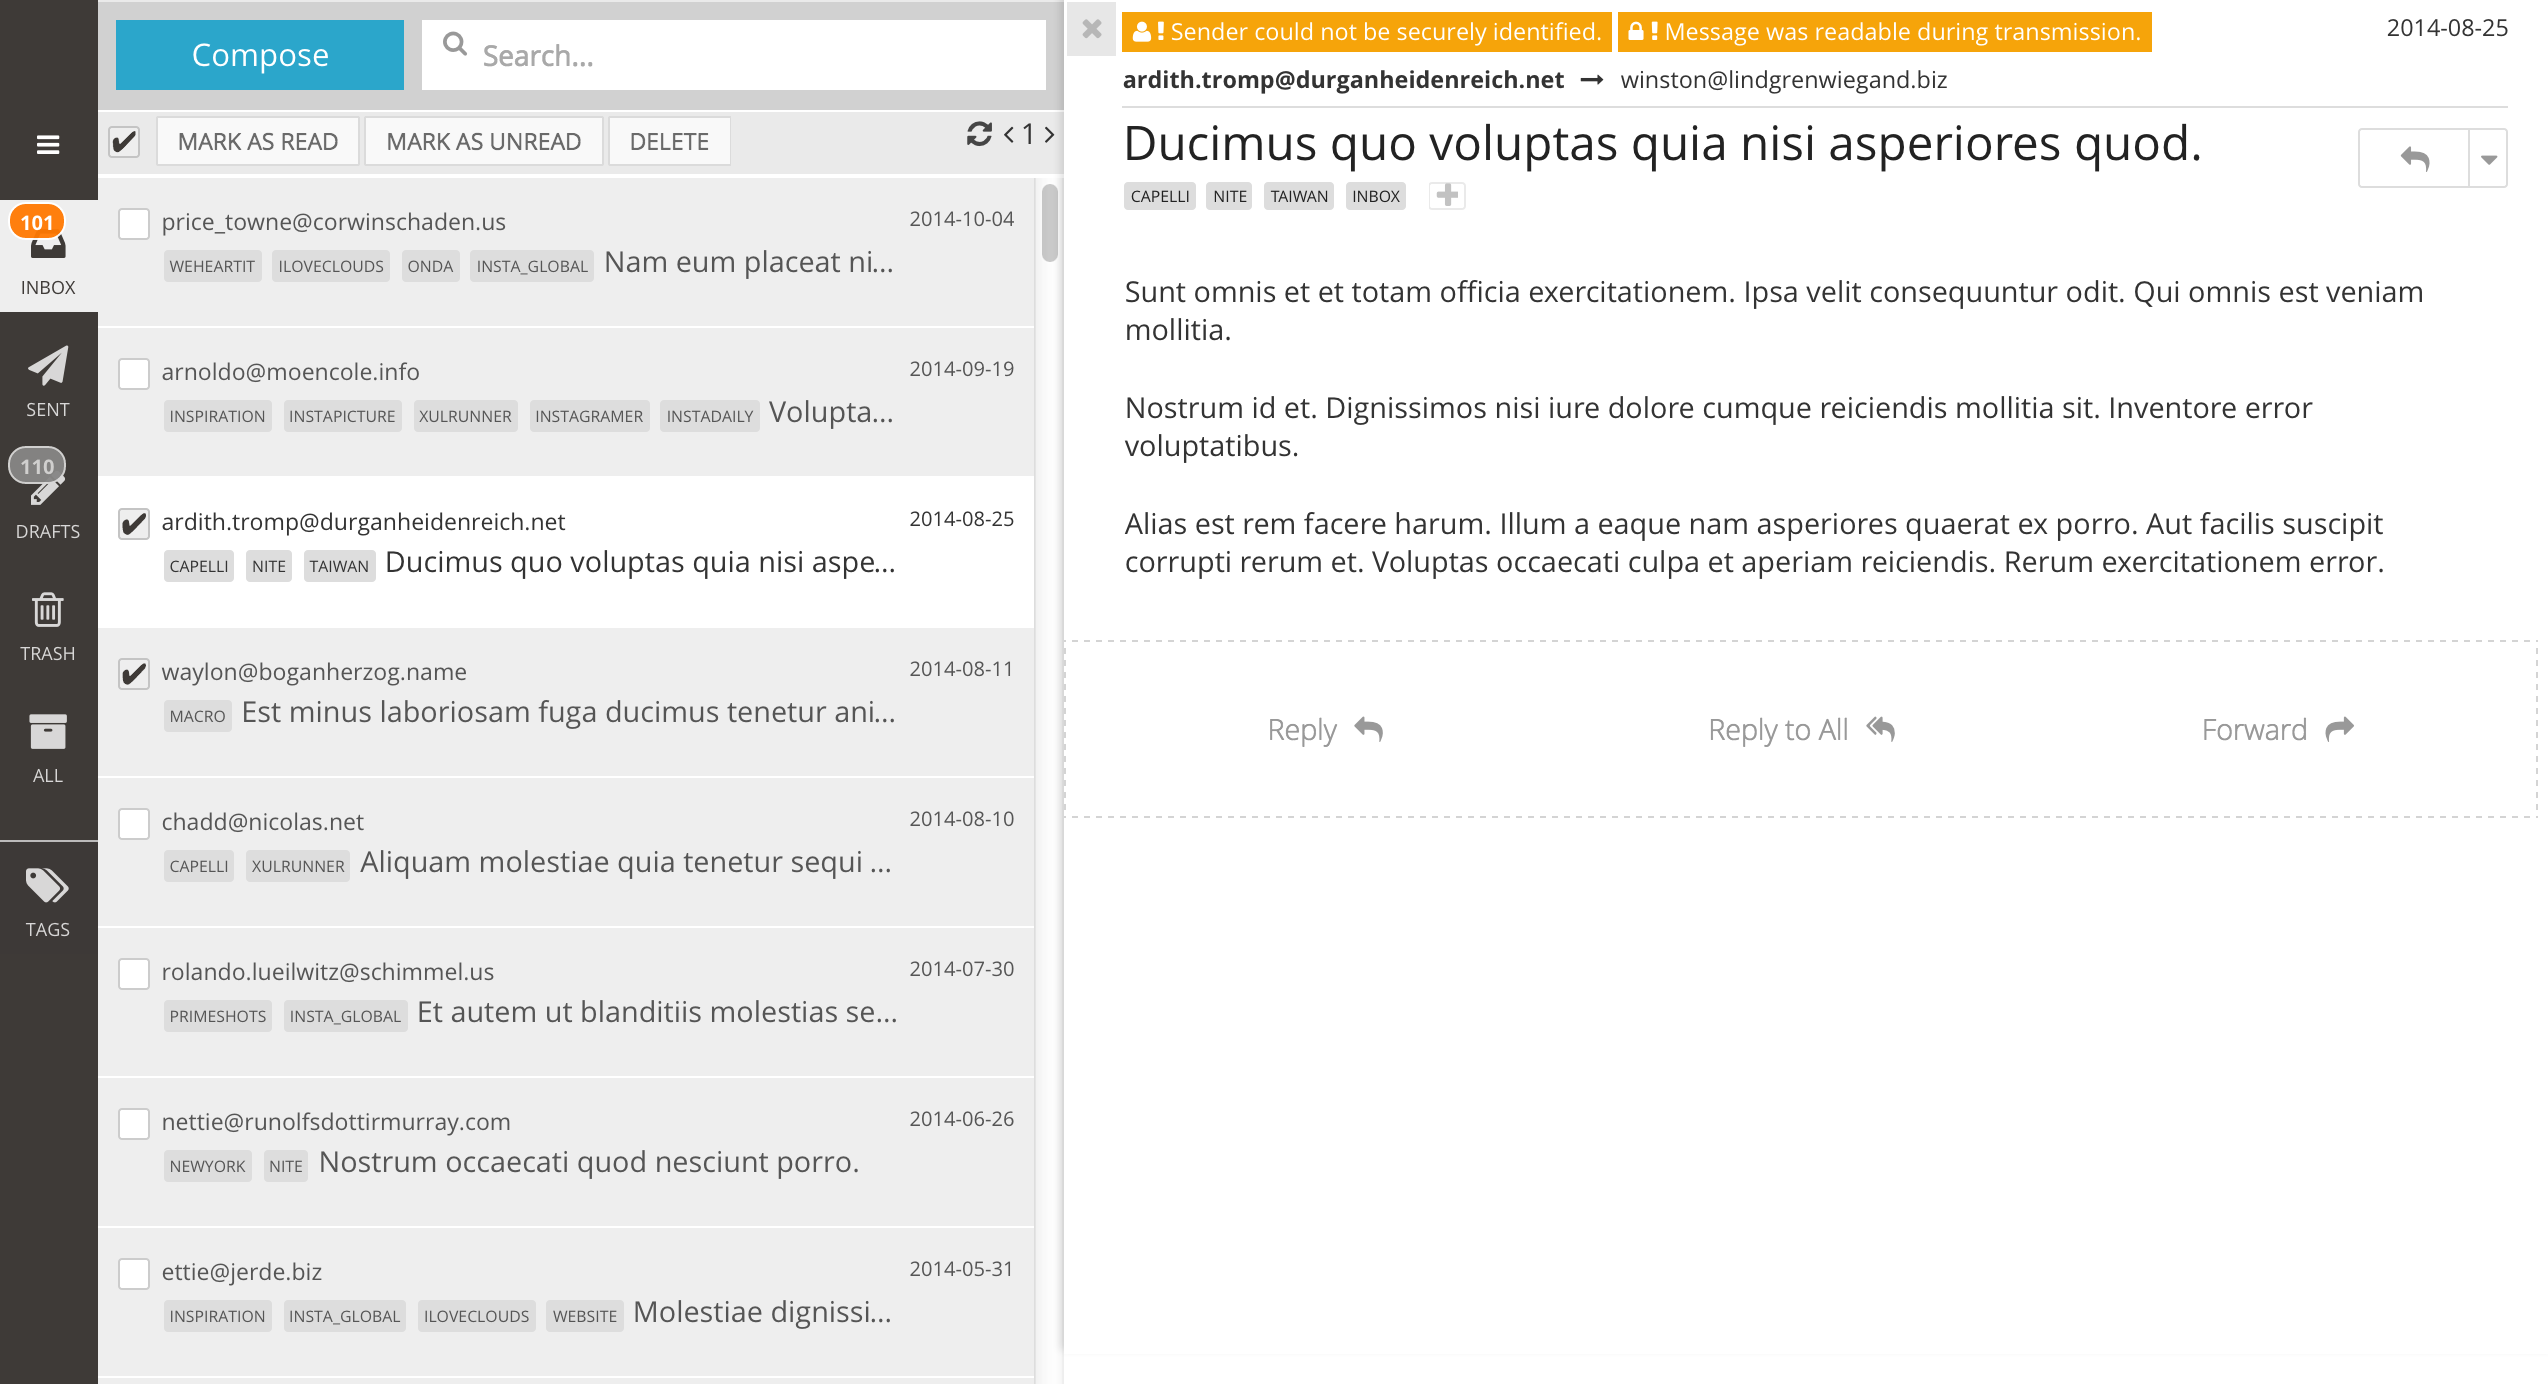 101
INBOX
SENT
110
DRAFTS
TRASH
ALL
TAGS
Compose
Search...
MARK AS READ MARK AS UNREAD DELETE
1
price_towne@corwinschaden.us 2014-10-04
WEHEARTIT ILOVECLOUDS ONDA INSTA_GLOBAL Nam eum placeat ni...
arnoldo@moencole.info 2014-09-19
INSPIRATION INSTAPICTURE XULRUNNER INSTAGRAMER INSTADAILY Volupta...
ardith.tromp@durganheidenreich.net 2014-08-25
CAPELLI NITE TAIWAN Ducimus quo voluptas quia nisi aspe...
waylon@boganherzog.name 2014-08-11
MACRO Est minus laboriosam fuga ducimus tenetur ani...
chadd@nicolas.net 2014-08-10
CAPELLI XULRUNNER Aliquam molestiae quia tenetur sequi ...
rolando.lueilwitz@schimmel.us 2014-07-30
PRIMESHOTS INSTA_GLOBAL Et autem ut blanditiis molestias se...
nettie@runolfsdottirmurray.com 2014-06-26
NEWYORK NITE Nostrum occaecati quod nesciunt porro.
ettie@jerde.biz 2014-05-31
INSPIRATION INSTA_GLOBAL ILOVECLOUDS WEBSITE Molestiae dignissi...
! Sender could not be securely identified. ! Message was readable during transmission. 2014-08-25
ardith.tromp@durganheidenreich.net → winston@lindgrenwiegand.biz
Ducimus quo voluptas quia nisi asperiores quod.
CAPELLI NITE TAIWAN INBOX
Sunt omnis et et totam officia exercitationem. Ipsa velit consequuntur odit. Qui omnis est veniam
mollitia.
Nostrum id et. Dignissimos nisi iure dolore cumque reiciendis mollitia sit. Inventore error
voluptatibus.
Alias est rem facere harum. Illum a eaque nam asperiores quaerat ex porro. Aut facilis suscipit
corrupti rerum et. Voluptas occaecati culpa et aperiam reiciendis. Rerum exercitationem error.
Reply Reply to All Forward